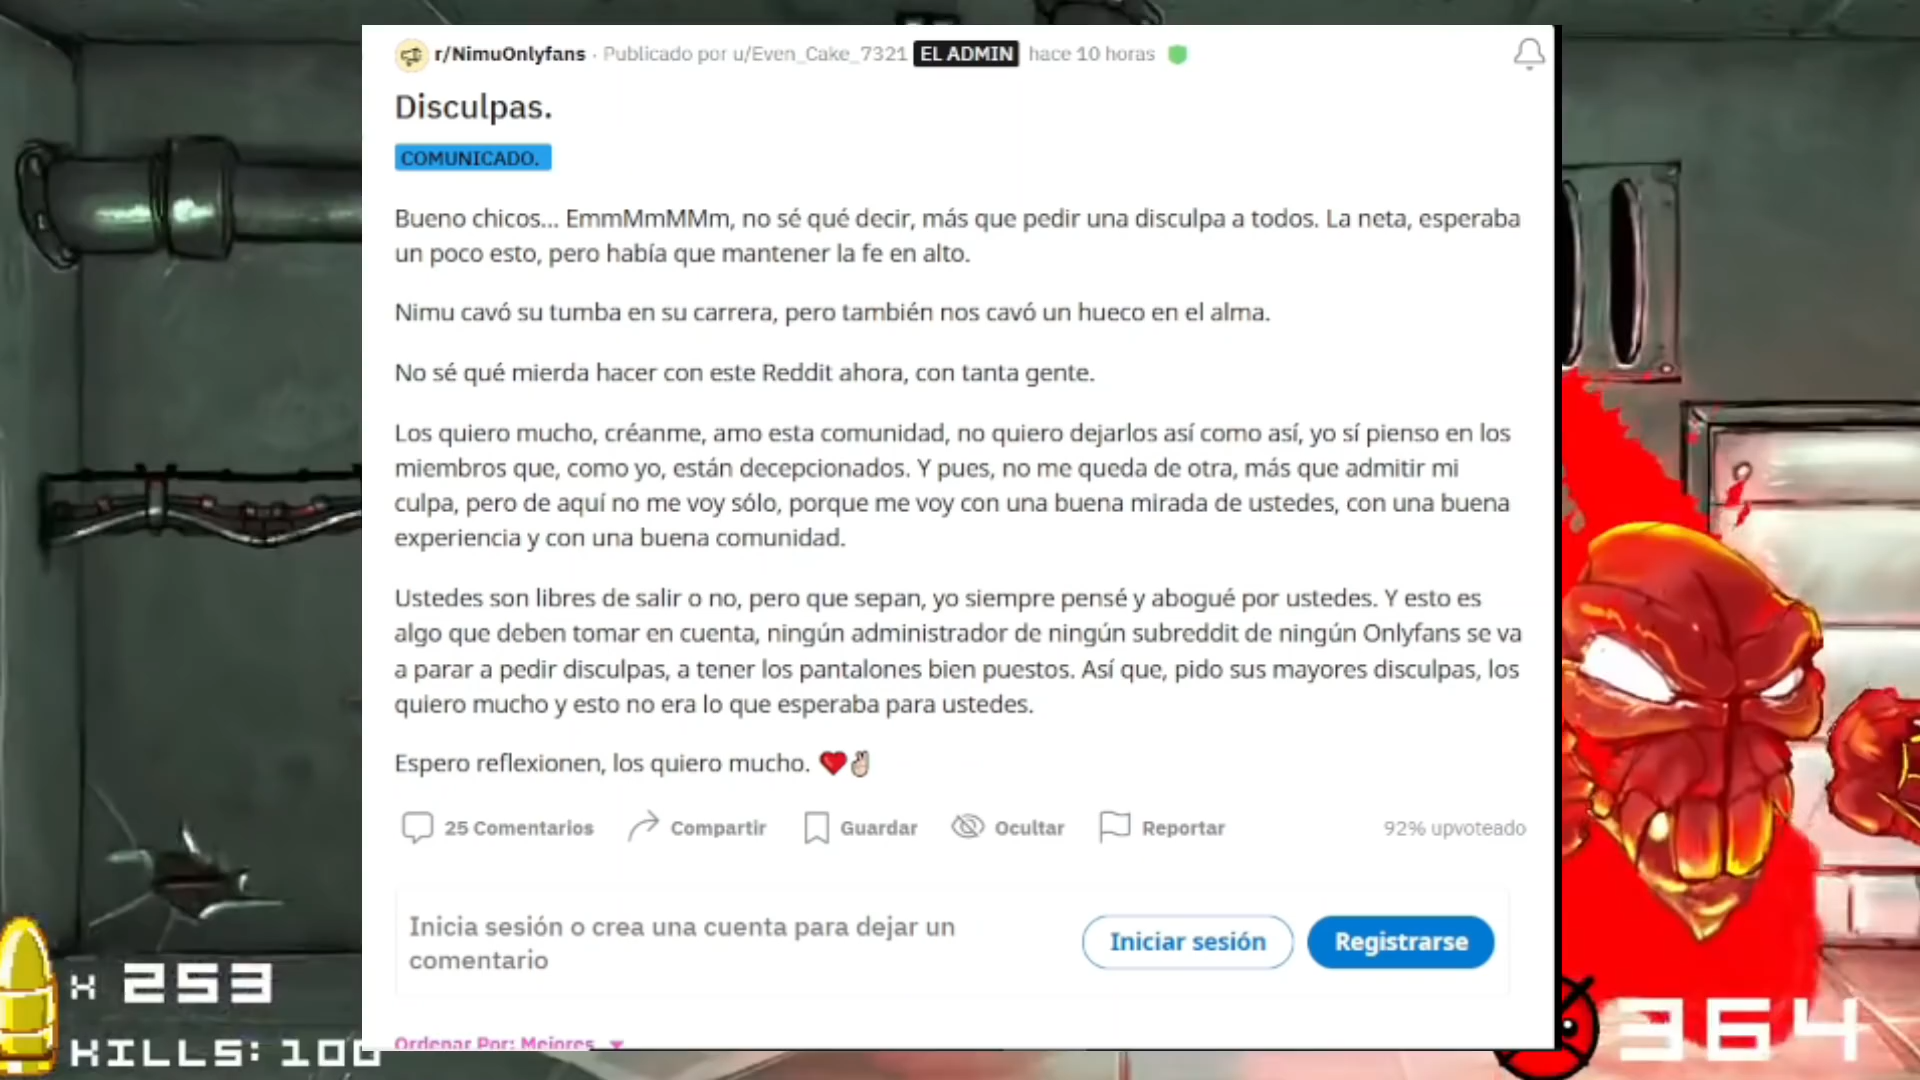 r/NimuOnlyfans · Publicado por u/Even_Cake_7321 EL ADMIN hace 10 horas
Disculpas.
COMUNICADO.
Bueno chicos... EmmMmMMm, no sé qué decir, más que pedir una disculpa a todos. La neta, esperaba
un poco esto, pero había que mantener la fe en alto.
Nimu cavó su tumba en su carrera, pero también nos cavó un hueco en el alma.
No sé qué mierda hacer con este Reddit ahora, con tanta gente.
Los quiero mucho, créanme, amo esta comunidad, no quiero dejarlos así como así, yo sí pienso en los
miembros que, como yo, están decepcionados. Y pues, no me queda de otra, más que admitir mi
culpa, pero de aquí no me voy sólo, porque me voy con una buena mirada de ustedes, con una buena
experiencia y con una buena comunidad.
Ustedes son libres de salir o no, pero que sepan, yo siempre pensé y abogué por ustedes. Y esto es
algo que deben tomar en cuenta, ningún administrador de ningún subreddit de ningún Onlyfans se va
a parar a pedir disculpas, a tener los pantalones bien puestos. Así que, pido sus mayores disculpas, los
quiero mucho y esto no era lo que esperaba para ustedes.
Espero reflexionen, los quiero mucho. ❤️✌🏻
25 Comentarios Compartir Guardar Ocultar Reportar 92% upvoteado
Inicia sesión o crea una cuenta para dejar un
comentario
Iniciar sesión Registrarse
Ordenar Por: Mejores
x 253
KILLS: 100
364